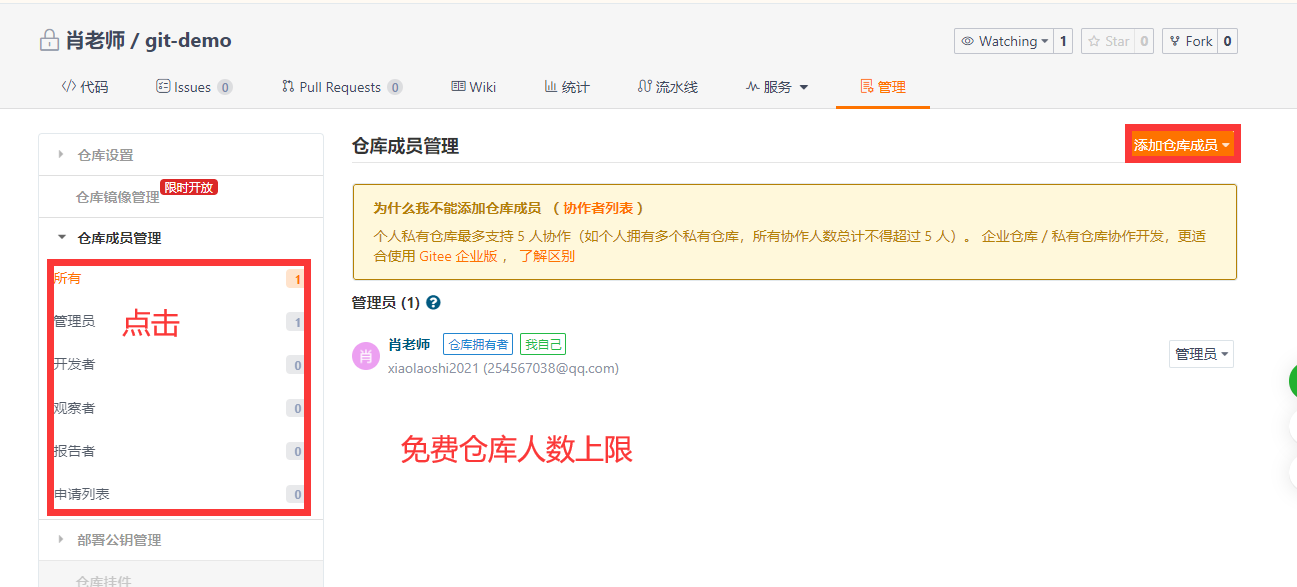 肖老师 / git-demo
Watching 1 Star 0 Fork 0
代码 Issues 0 Pull Requests 0 Wiki 统计 流水线 服务 管理
仓库设置
仓库镜像管理 限时开放
仓库成员管理
所有 1
管理员 1
点击
开发者 0
观察者 0
报告者 0
申请列表 0
部署公钥管理
仓库挂件
仓库成员管理
添加仓库成员
为什么我不能添加仓库成员 （ 协作者列表 ）
个人私有仓库最多支持 5 人协作（如个人拥有多个私有仓库，所有协作人数总计不得超过 5 人）。 企业仓库 / 私有仓库协作开发，更适
合使用 Gitee 企业版 ， 了解区别
管理员 (1) ?
肖
肖老师 仓库拥有者 我自己
xiaolaoshi2021 (254567038@qq.com)
管理员
免费仓库人数上限